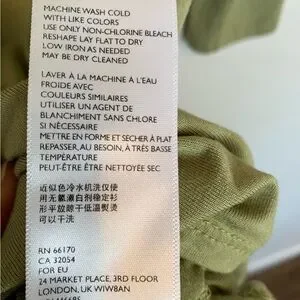 MACHINE WASH COLD
WITH LIKE COLORS
USE ONLY NON-CHLORINE BLEACH
RESHAPE LAY FLAT TO DRY
LOW IRON AS NEEDED
MAY BE DRY CLEANED
LAVER À LA MACHINE À L'EAU
FROIDE AVEC
COULEURS SIMILAIRES
UTILISER UN AGENT DE
BLANCHIMENT SANS CHLORE
SI NÉCESSAIRE
METTRE EN FORME ET SÉCHER À PLAT
REPASSER, AU BESOIN, À TRÈS BASSE
TEMPÉRATURE
PEUT-ÊTRE ÊTRE NETTOYÉ SEC
近似色冷水机洗仅使
用无氯漂白剂稳定衫
形平放晾干低温熨烫
可以干洗
RN 66170
CA 32054
FOR EU
24 MARKET PLACE, 3RD FLOOR
LONDON, UK W1W8AN